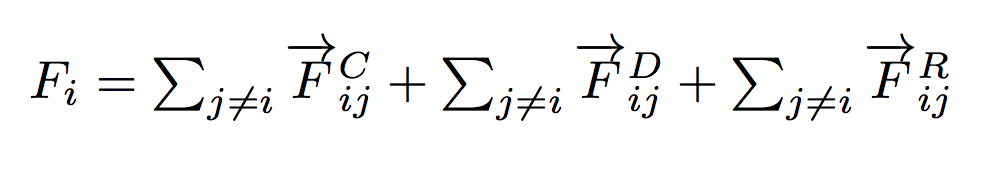 $F_i = \sum_{j \neq i} \overrightarrow{F}_{ij}^{C} + \sum_{j \neq i} \overrightarrow{F}_{ij}^{D} + \sum_{j \neq i} \overrightarrow{F}_{ij}^{R}$